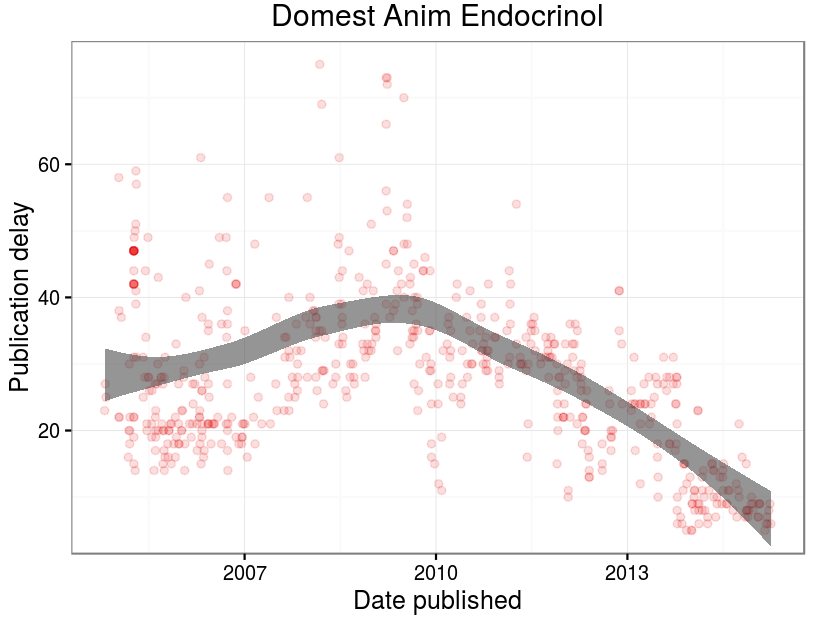 Domest Anim Endocrinol
Publication delay
60
40
20
2007 2010 2013
Date published